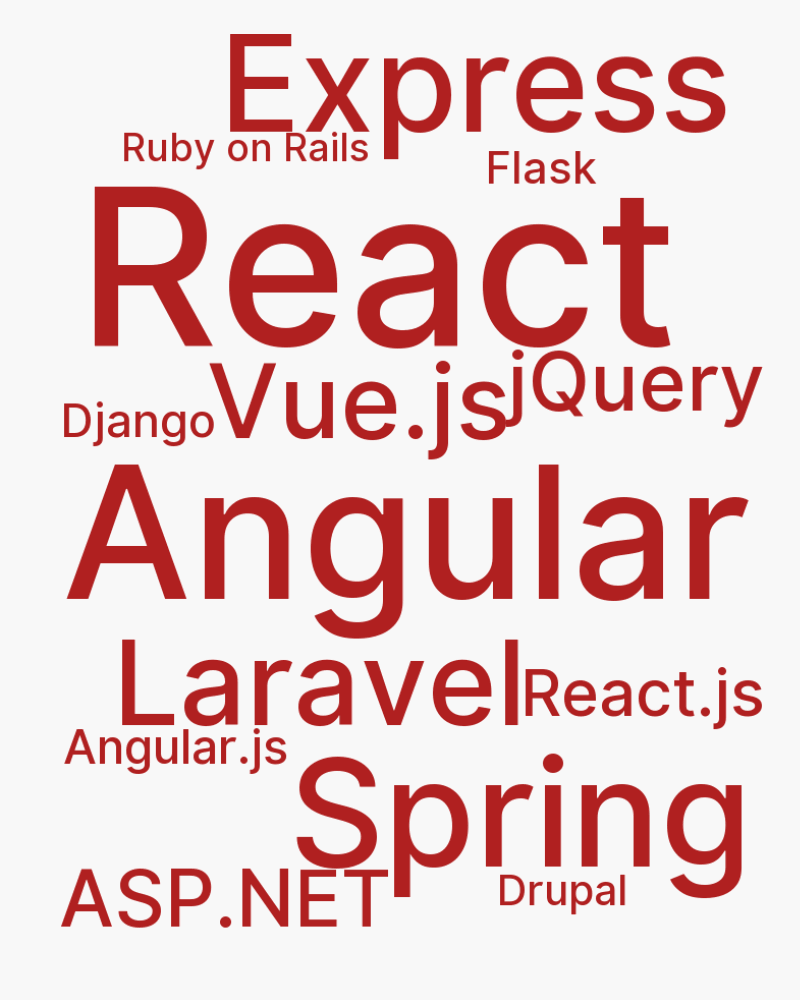 Express
Ruby on Rails
Flask
React
jQuery
Vue.js
Django
Angular
Laravel
React.js
Angular.js
Spring
ASP.NET
Drupal